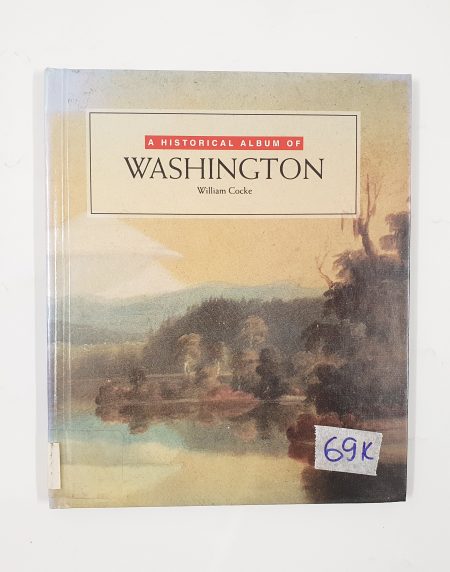 A HISTORICAL ALBUM OF
WASHINGTON
William Cocke
69K